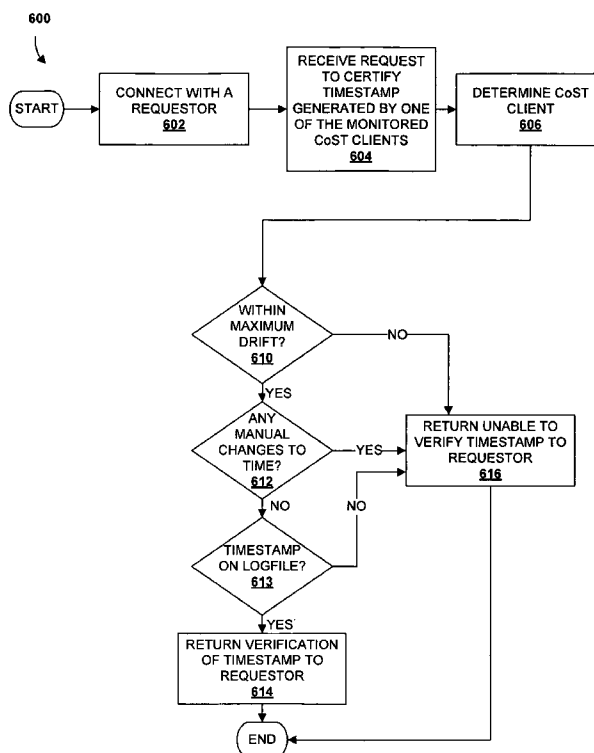 600
START
CONNECT WITH A
REQUESTOR
602
RECEIVE REQUEST
TO CERTIFY
TIMESTAMP
GENERATED BY ONE
OF THE MONITORED
CoST CLIENTS
604
DETERMINE CoST
CLIENT
606
WITHIN
MAXIMUM
DRIFT?
610
NO
YES
ANY
MANUAL
CHANGES TO
TIME?
612
YES
RETURN UNABLE TO
VERIFY TIMESTAMP TO
REQUESTOR
616
NO
NO
TIMESTAMP
ON LOGFILE?
613
YES
RETURN VERIFICATION
OF TIMESTAMP TO
REQUESTOR
614
END